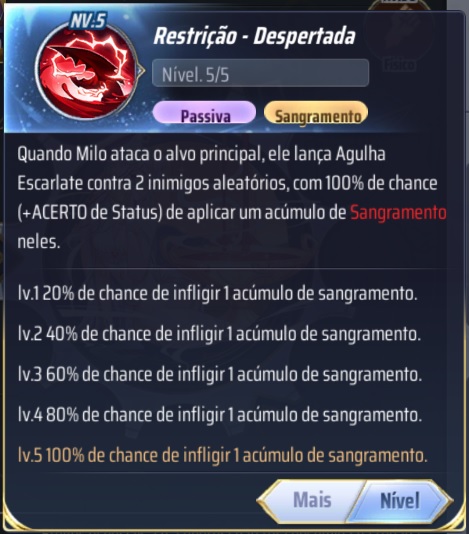 NV.5
Restrição - Despertada
Nível. 5/5
Passiva
Sangramento
Quando Milo ataca o alvo principal, ele lança Agulha
Escarlate contra 2 inimigos aleatórios, com 100% de chance
(+ACERTO de Status) de aplicar um acúmulo de Sangramento
neles.
lv.1 20% de chance de infligir 1 acúmulo de sangramento.
lv.2 40% de chance de infligir 1 acúmulo de sangramento.
lv.3 60% de chance de infligir 1 acúmulo de sangramento.
lv.4 80% de chance de infligir 1 acúmulo de sangramento.
lv.5 100% de chance de infligir 1 acúmulo de sangramento.
Mais
Nível